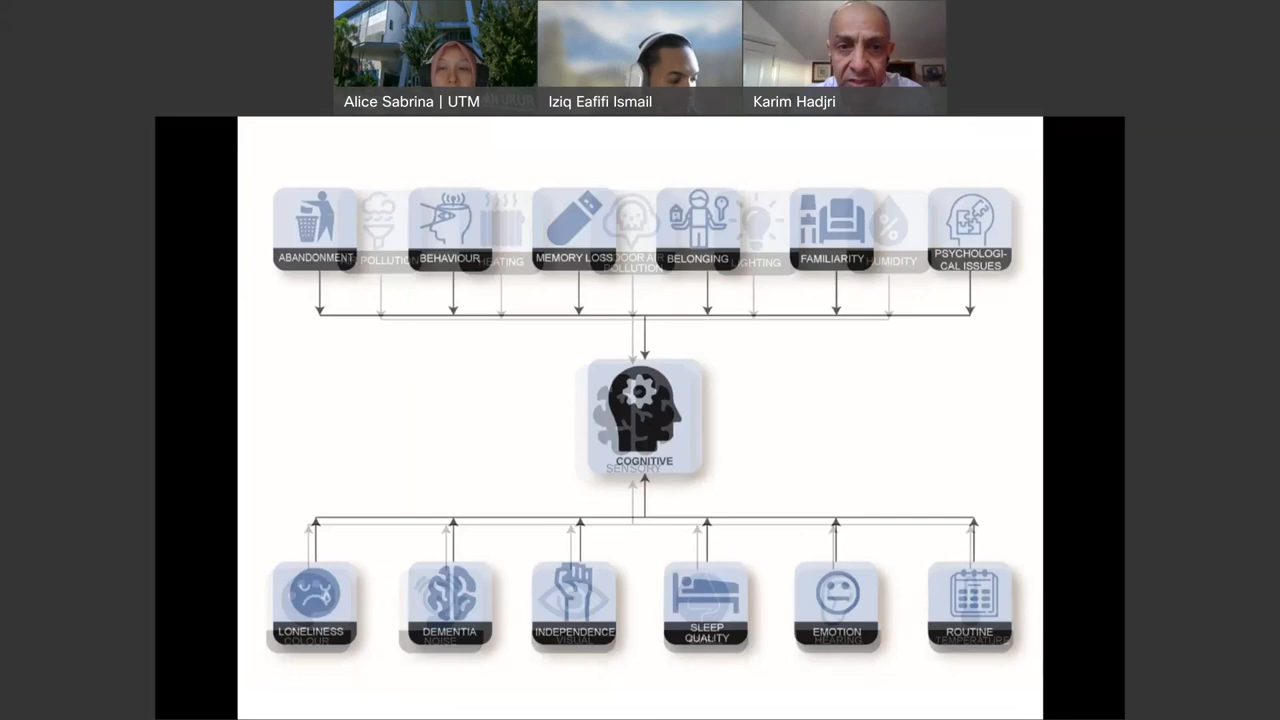 Alice Sabrina | UTM
Iziq Eafifi Ismail
Karim Hadjri
ABANDONMENT
POLLUTION
BEHAVIOUR
HEATING
MEMORY LOSS
DOOR AIR
POLLUTION
BELONGING
LIGHTING
FAMILIARITY
HUMIDITY
PSYCHOLOGI-
CAL ISSUES
COGNITIVE
SENSORY
LONELINESS
COLOUR
DEMENTIA
NOISE
INDEPENDENCE
VISUAL
SLEEP
QUALITY
EMOTION
HEARING
ROUTINE
TEMPERATURE